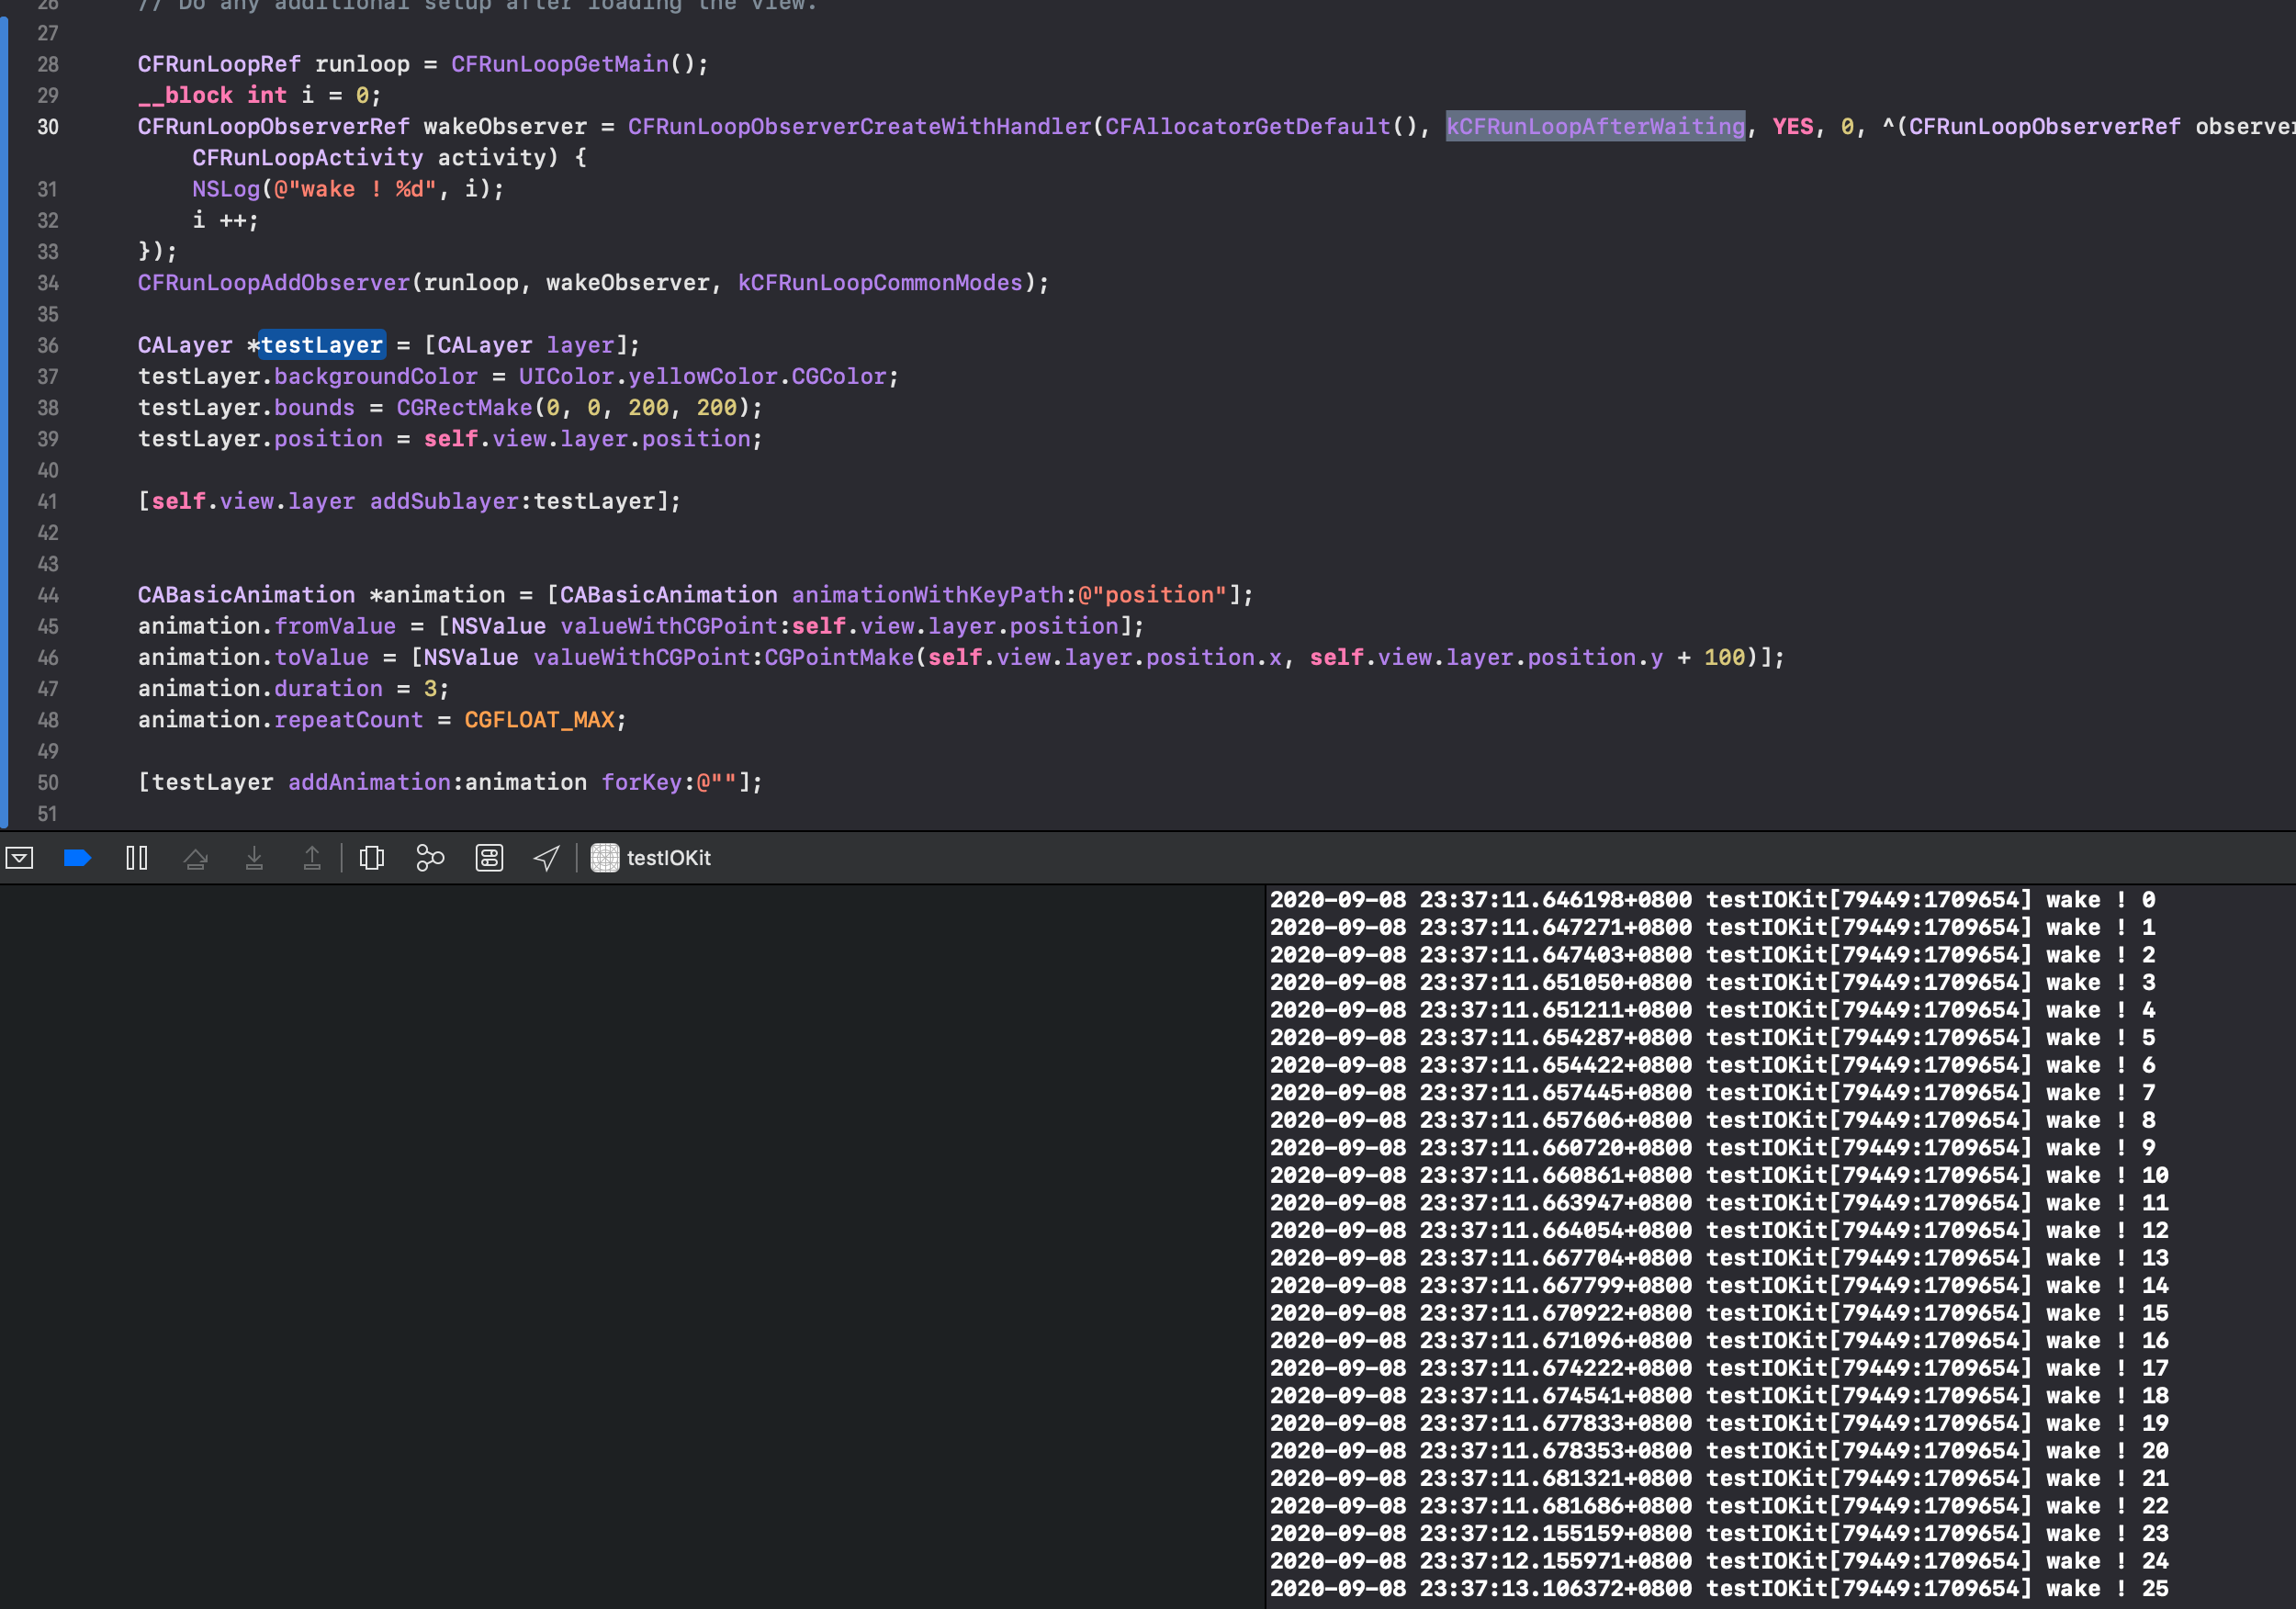 26 // Do any additional setup after loading the view.
27
28 CFRunLoopRef runloop = CFRunLoopGetMain();
29 __block int i = 0;
30 CFRunLoopObserverRef wakeObserver = CFRunLoopObserverCreateWithHandler(CFAllocatorGetDefault(), kCFRunLoopAfterWaiting, YES, 0, ^(CFRunLoopObserverRef observer
CFRunLoopActivity activity) {
31 NSLog(@"wake ! %d", i);
32 i ++;
33 });
34 CFRunLoopAddObserver(runloop, wakeObserver, kCFRunLoopCommonModes);
35
36 CALayer *testLayer = [CALayer layer];
37 testLayer.backgroundColor = UIColor.yellowColor.CGColor;
38 testLayer.bounds = CGRectMake(0, 0, 200, 200);
39 testLayer.position = self.view.layer.position;
40
41 [self.view.layer addSublayer:testLayer];
42
43
44 CABasicAnimation *animation = [CABasicAnimation animationWithKeyPath:@"position"];
45 animation.fromValue = [NSValue valueWithCGPoint:self.view.layer.position];
46 animation.toValue = [NSValue valueWithCGPoint:CGPointMake(self.view.layer.position.x, self.view.layer.position.y + 100)];
47 animation.duration = 3;
48 animation.repeatCount = CGFLOAT_MAX;
49
50 [testLayer addAnimation:animation forKey:@""];
51
testIOKit
2020-09-08 23:37:11.646198+0800 testIOKit[79449:1709654] wake ! 0
2020-09-08 23:37:11.647271+0800 testIOKit[79449:1709654] wake ! 1
2020-09-08 23:37:11.647403+0800 testIOKit[79449:1709654] wake ! 2
2020-09-08 23:37:11.651050+0800 testIOKit[79449:1709654] wake ! 3
2020-09-08 23:37:11.651211+0800 testIOKit[79449:1709654] wake ! 4
2020-09-08 23:37:11.654287+0800 testIOKit[79449:1709654] wake ! 5
2020-09-08 23:37:11.654422+0800 testIOKit[79449:1709654] wake ! 6
2020-09-08 23:37:11.657445+0800 testIOKit[79449:1709654] wake ! 7
2020-09-08 23:37:11.657606+0800 testIOKit[79449:1709654] wake ! 8
2020-09-08 23:37:11.660720+0800 testIOKit[79449:1709654] wake ! 9
2020-09-08 23:37:11.660861+0800 testIOKit[79449:1709654] wake ! 10
2020-09-08 23:37:11.663947+0800 testIOKit[79449:1709654] wake ! 11
2020-09-08 23:37:11.664054+0800 testIOKit[79449:1709654] wake ! 12
2020-09-08 23:37:11.667704+0800 testIOKit[79449:1709654] wake ! 13
2020-09-08 23:37:11.667799+0800 testIOKit[79449:1709654] wake ! 14
2020-09-08 23:37:11.670922+0800 testIOKit[79449:1709654] wake ! 15
2020-09-08 23:37:11.671096+0800 testIOKit[79449:1709654] wake ! 16
2020-09-08 23:37:11.674222+0800 testIOKit[79449:1709654] wake ! 17
2020-09-08 23:37:11.674541+0800 testIOKit[79449:1709654] wake ! 18
2020-09-08 23:37:11.677833+0800 testIOKit[79449:1709654] wake ! 19
2020-09-08 23:37:11.678353+0800 testIOKit[79449:1709654] wake ! 20
2020-09-08 23:37:11.681321+0800 testIOKit[79449:1709654] wake ! 21
2020-09-08 23:37:11.681686+0800 testIOKit[79449:1709654] wake ! 22
2020-09-08 23:37:12.155159+0800 testIOKit[79449:1709654] wake ! 23
2020-09-08 23:37:12.155971+0800 testIOKit[79449:1709654] wake ! 24
2020-09-08 23:37:13.106372+0800 testIOKit[79449:1709654] wake ! 25